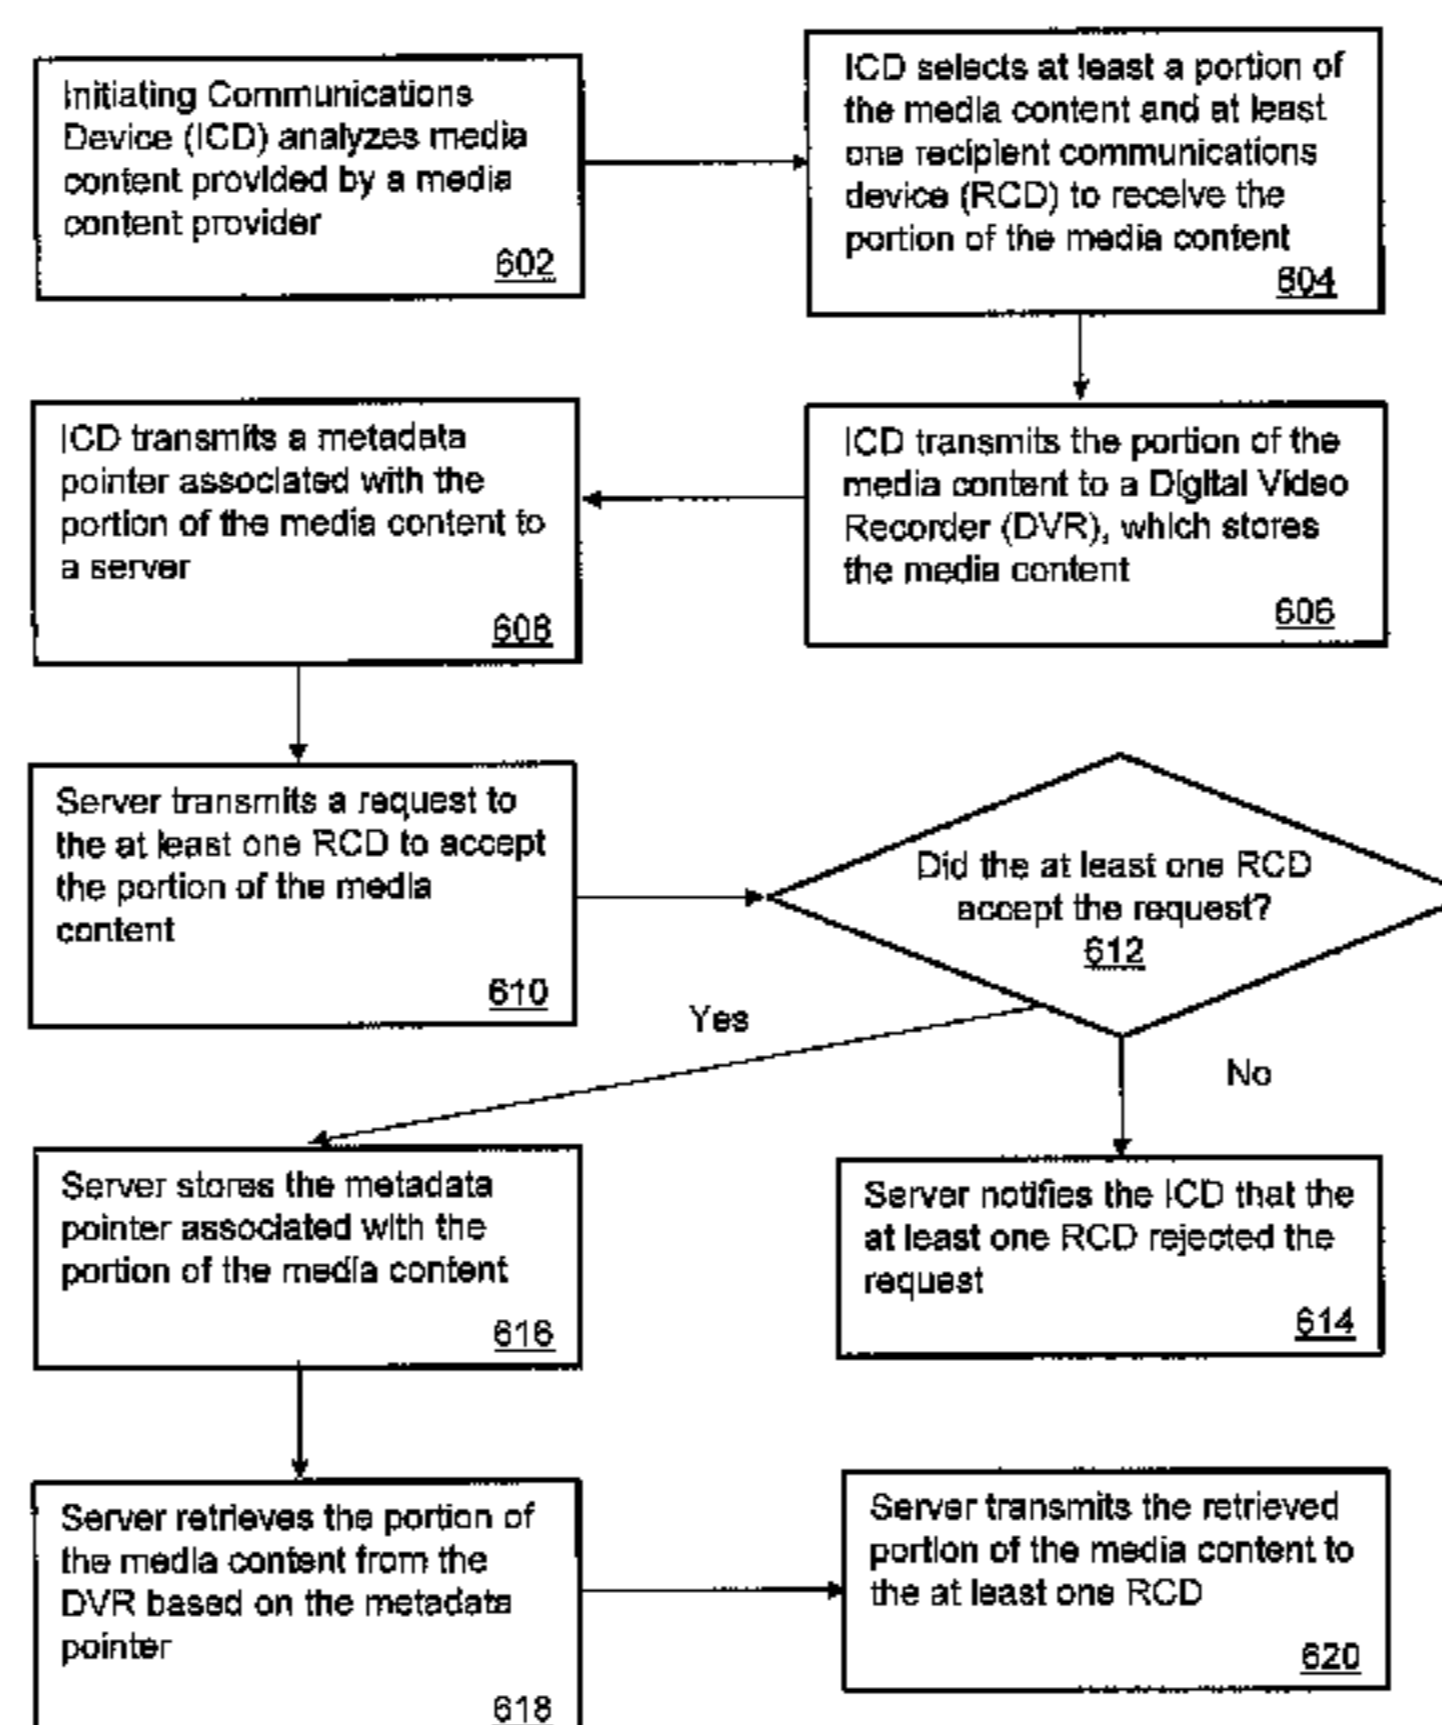 Initiating Communications
Device (ICD) analyzes media
content provided by a media
content provider
602
ICD selects at least a portion of
the media content and at least
one recipient communications
device (RCD) to receive the
portion of the media content
604
ICD transmits the portion of the
media content to a Digital Video
Recorder (DVR), which stores
the media content
606
ICD transmits a metadata
pointer associated with the
portion of the media content to
a server
608
Server transmits a request to
the at least one RCD to accept
the portion of the media
content
610
Did the at least one RCD
accept the request?
612
Yes
No
Server notifies the ICD that the
at least one RCD rejected the
request
614
Server stores the metadata
pointer associated with the
portion of the media content
616
Server retrieves the portion of
the media content from the
DVR based on the metadata
pointer
618
Server transmits the retrieved
portion of the media content to
the at least one RCD
620